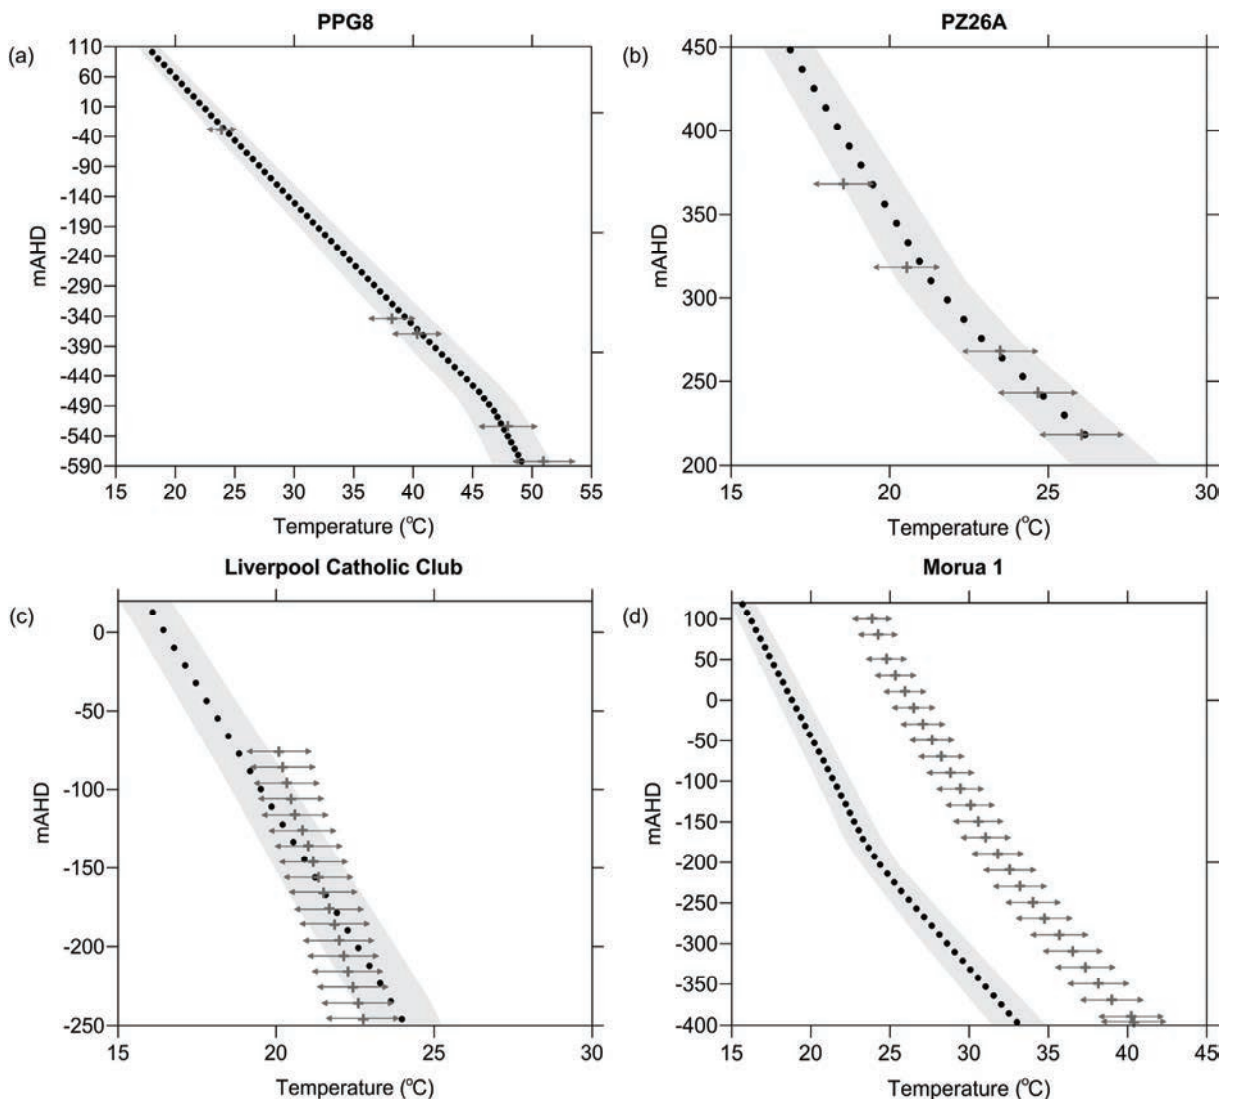 PPG8
(a)
110
60
10
-40
-90
-140
-190
-240
-290
-340
-390
-440
-490
-540
-590
mAHD
15 20 25 30 35 40 45 50 55
Temperature (°C)
PZ26A
(b)
450
400
350
300
250
200
mAHD
15 20 25 30
Temperature (°C)
Liverpool Catholic Club
(c)
0
-50
-100
-150
-200
-250
mAHD
15 20 25 30
Temperature (°C)
Morua 1
(d)
100
50
0
-50
-100
-150
-200
-250
-300
-350
-400
mAHD
15 20 25 30 35 40 45
Temperature (°C)